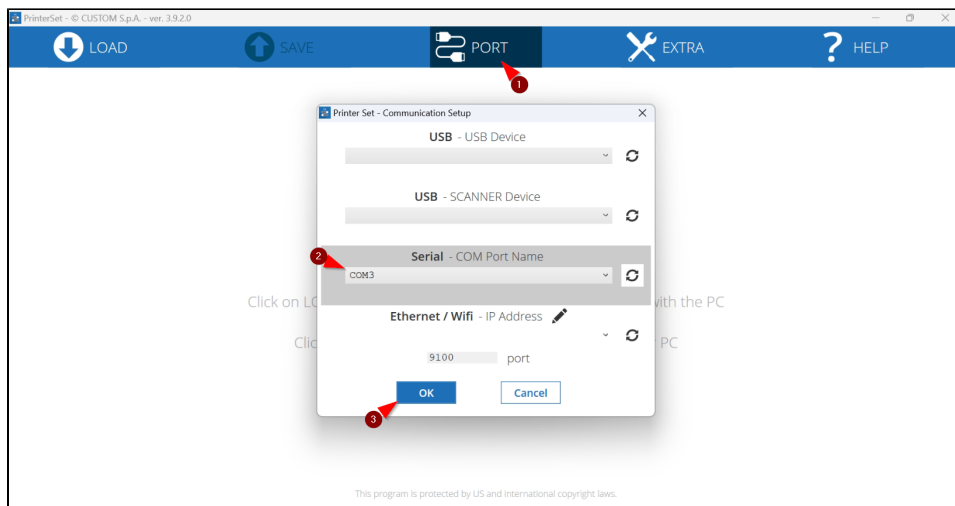 PrinterSet - © CUSTOM S.p.A. - ver. 3.9.2.0
LOAD SAVE PORT EXTRA HELP
1
Printer Set - Communication Setup
USB - USB Device
USB - SCANNER Device
2
Serial - COM Port Name
COM3
Click on LO with the PC
Ethernet / Wifi - IP Address
Clic PC
9100 port
OK Cancel
3
This program is protected by US and international copyright laws.